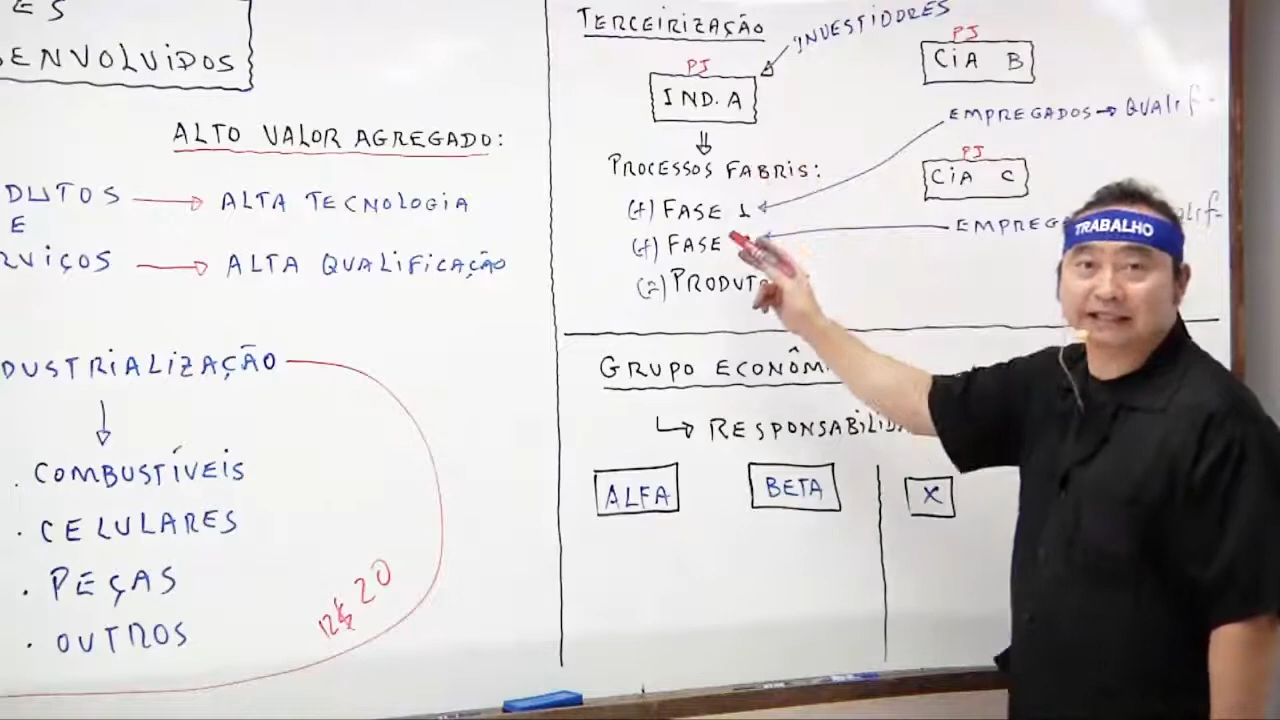 ES
ENVOLVIDOS
ALTO VALOR AGREGADO:
DUTOS → ALTA TECNOLOGIA
E
RVIÇOS → ALTA QUALIFICAÇÃO
DUSTRIALIZAÇÃO
. COMBUSTÍVEIS
. CELULARES
. PEÇAS
. OUTROS
R$ 20
TERCEIRIZAÇÃO
INVESTIDORES
PJ
IND. A
PROCESSOS FABRIS:
(+) FASE 1
(+) FASE
(=) PRODUT
PJ
CIA B
EMPREGADOS → QUALIF.
PJ
CIA C
EMPREG
LIF.
TRABALHO
GRUPO ECONÔM
↳ RESPONSABILID
ALFA
BETA
X